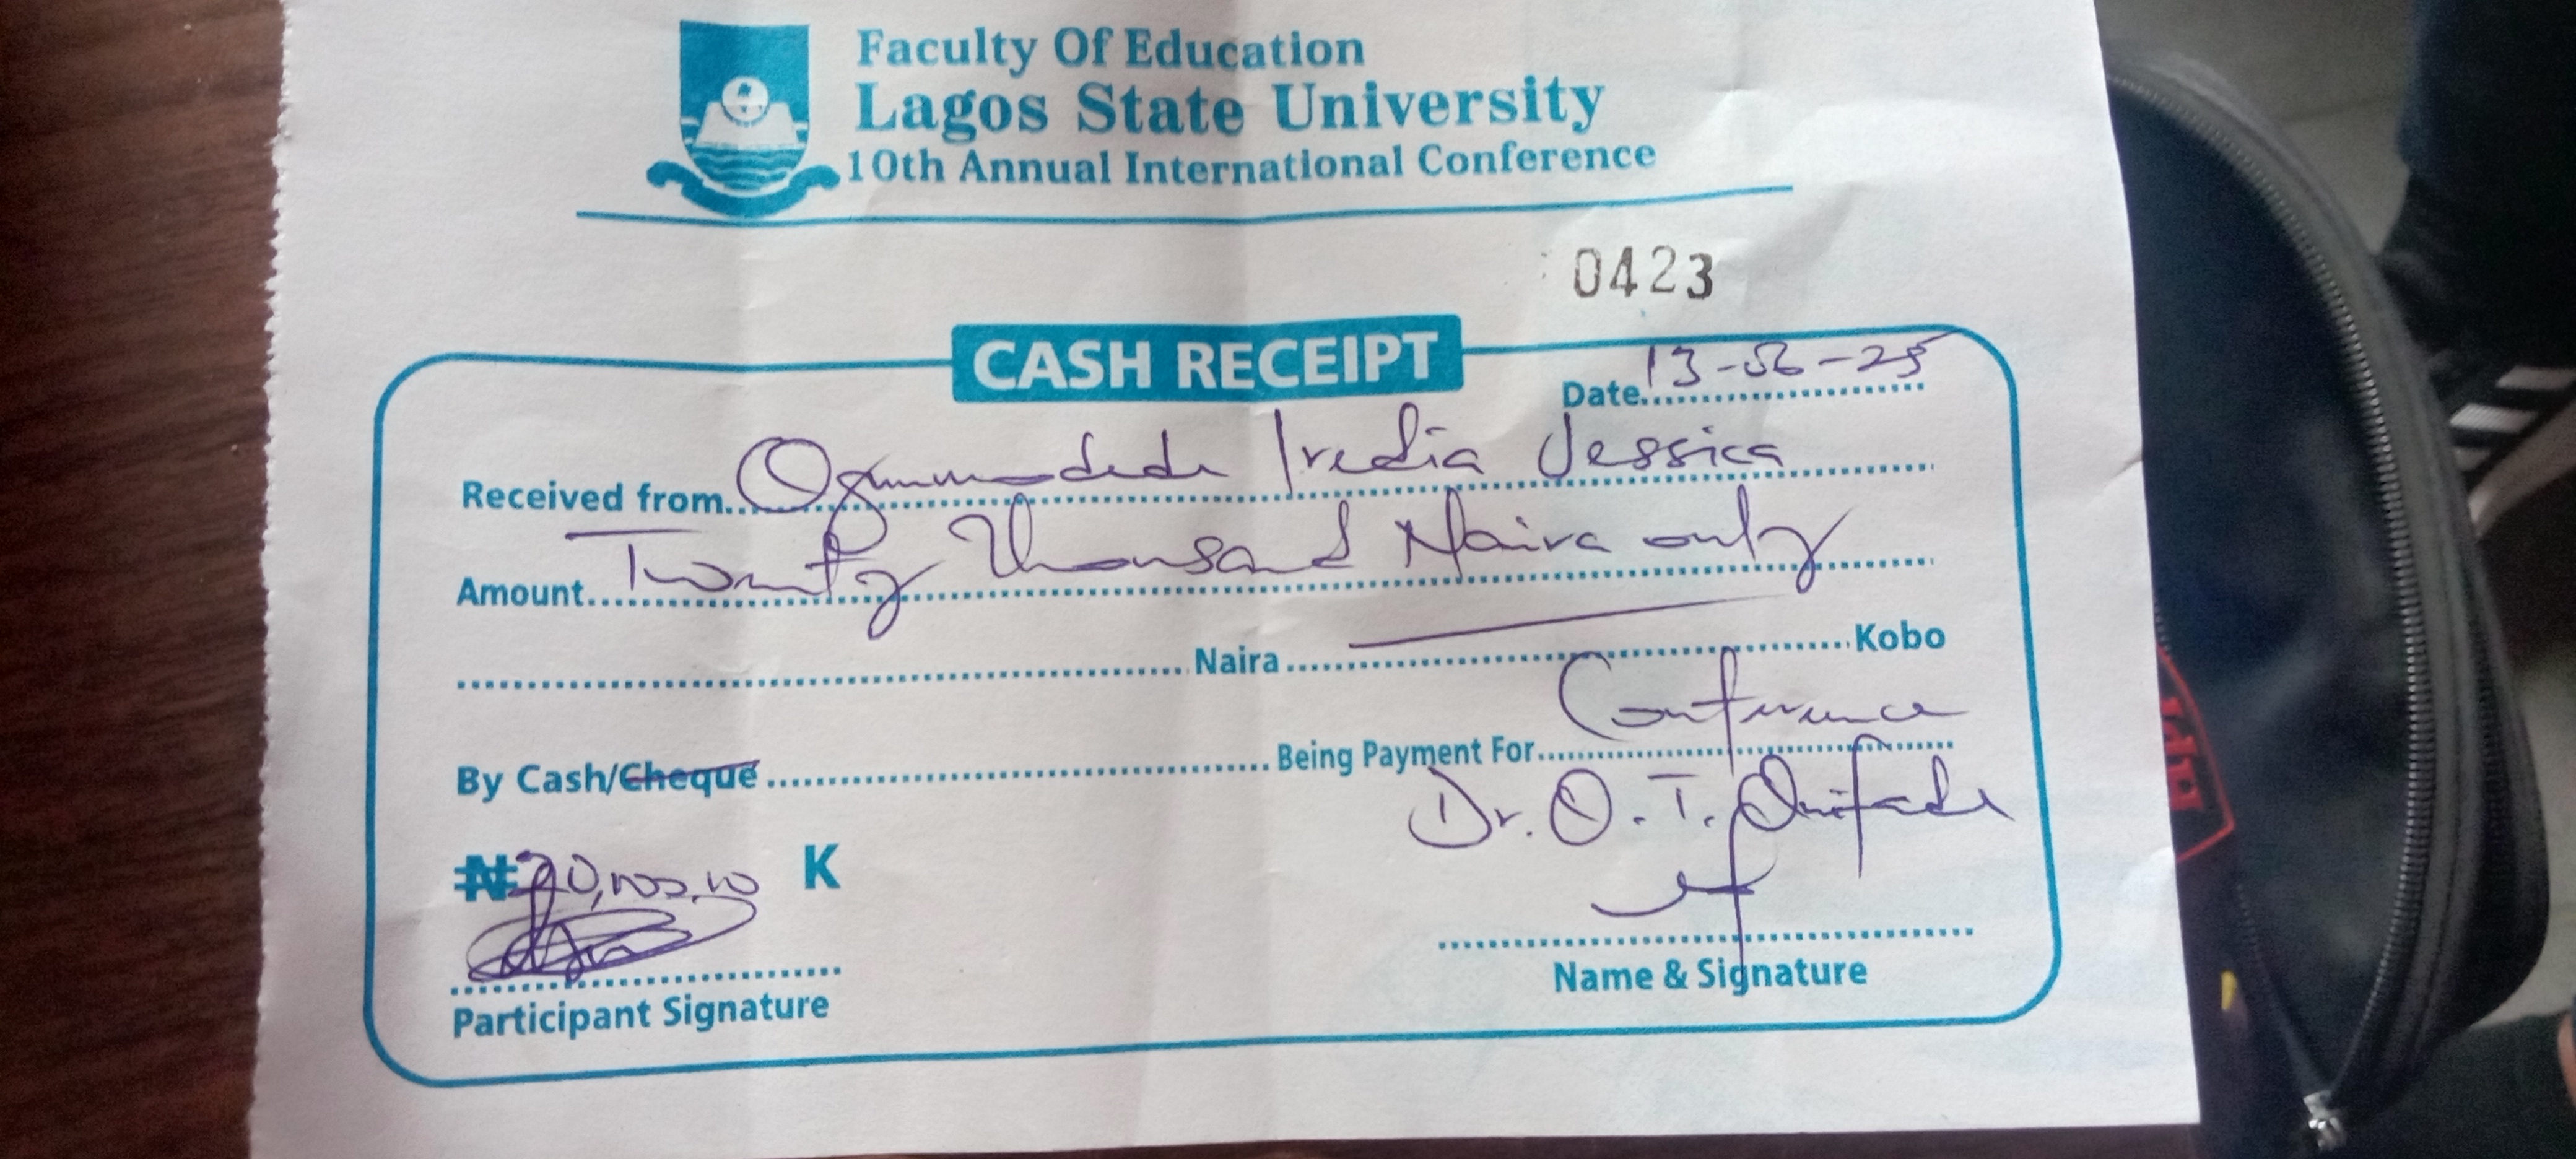 Faculty Of Education
Lagos State University
10th Annual International Conference
0423
CASH RECEIPT
Date 13-06-25
Received from Ogunmodede Iredia Jessica
Amount Twenty Thousand Naira only
Naira Kobo
By Cash/Cheque Being Payment For Conference
Dr. O. T. Onifade
₦20,000.00 K
Participant Signature
Name & Signature